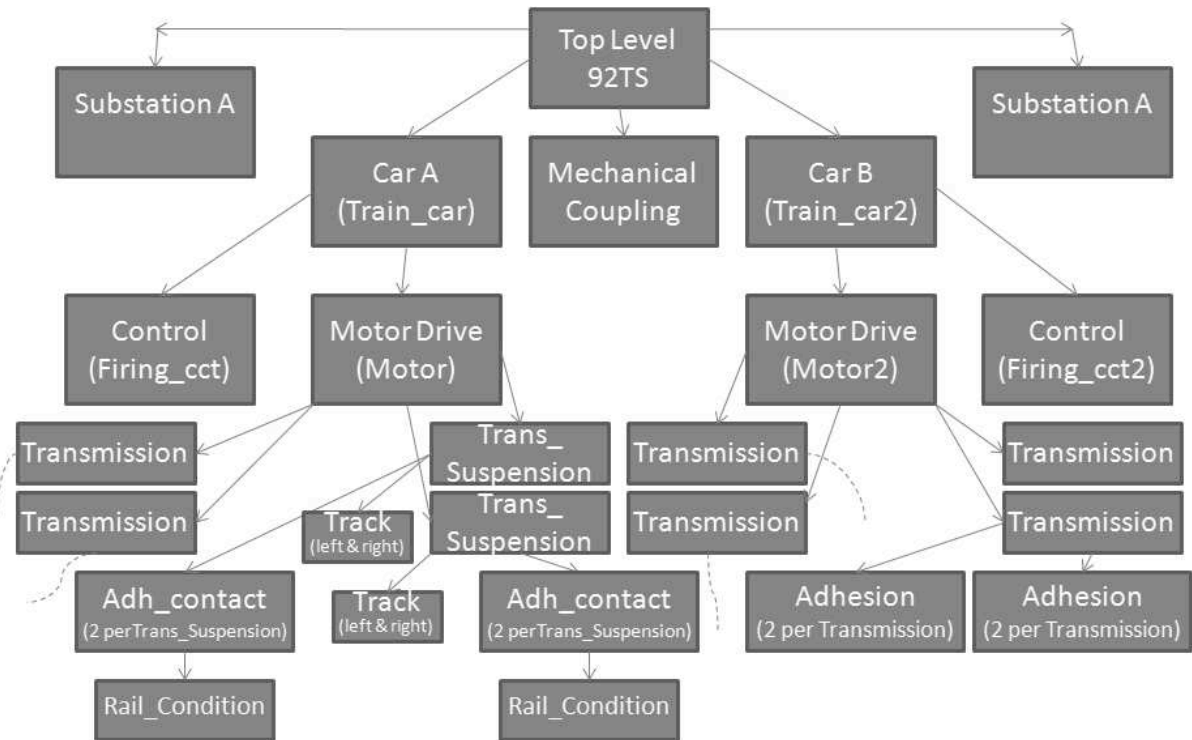 Top Level
92TS
Substation A
Substation A
Car A
(Train_car)
Mechanical
Coupling
Car B
(Train_car2)
Control
(Firing_cct)
Motor Drive
(Motor)
Motor Drive
(Motor2)
Control
(Firing_cct2)
Transmission
Trans_
Suspension
Transmission
Transmission
Transmission
Track
(left & right)
Trans_
Suspension
Transmission
Transmission
Adh_contact
(2 perTrans_Suspension)
Track
(left & right)
Adh_contact
(2 perTrans_Suspension)
Adhesion
(2 per Transmission)
Adhesion
(2 per Transmission)
Rail_Condition
Rail_Condition